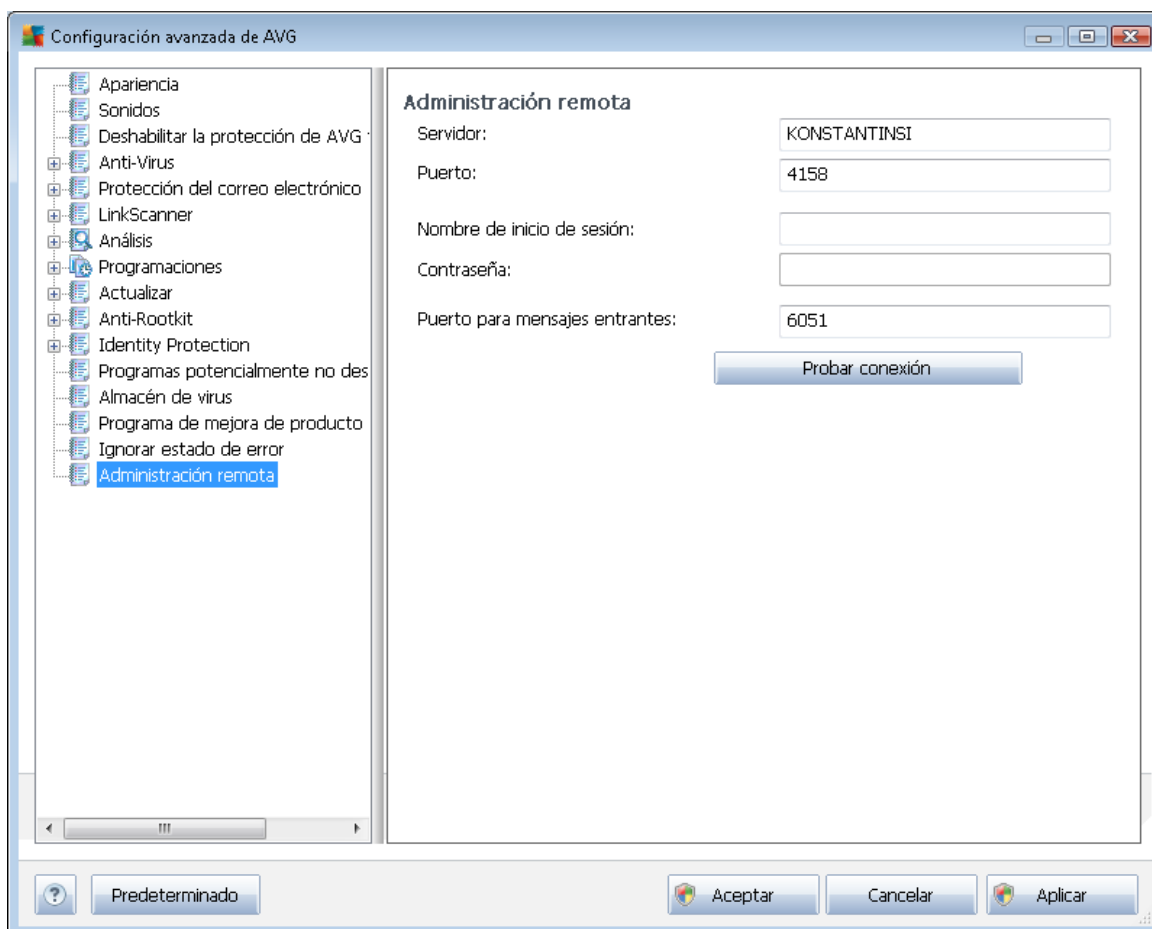 Configuración avanzada de AVG
Apariencia
Sonidos
Deshabilitar la protección de AVG
Anti-Virus
Protección del correo electrónico
LinkScanner
Análisis
Programaciones
Actualizar
Anti-Rootkit
Identity Protection
Programas potencialmente no des
Almacén de virus
Programa de mejora de producto
Ignorar estado de error
Administración remota
Administración remota
Servidor: KONSTANTINSI
Puerto: 4158
Nombre de inicio de sesión:
Contraseña:
Puerto para mensajes entrantes: 6051
Probar conexión
? Predeterminado Aceptar Cancelar Aplicar